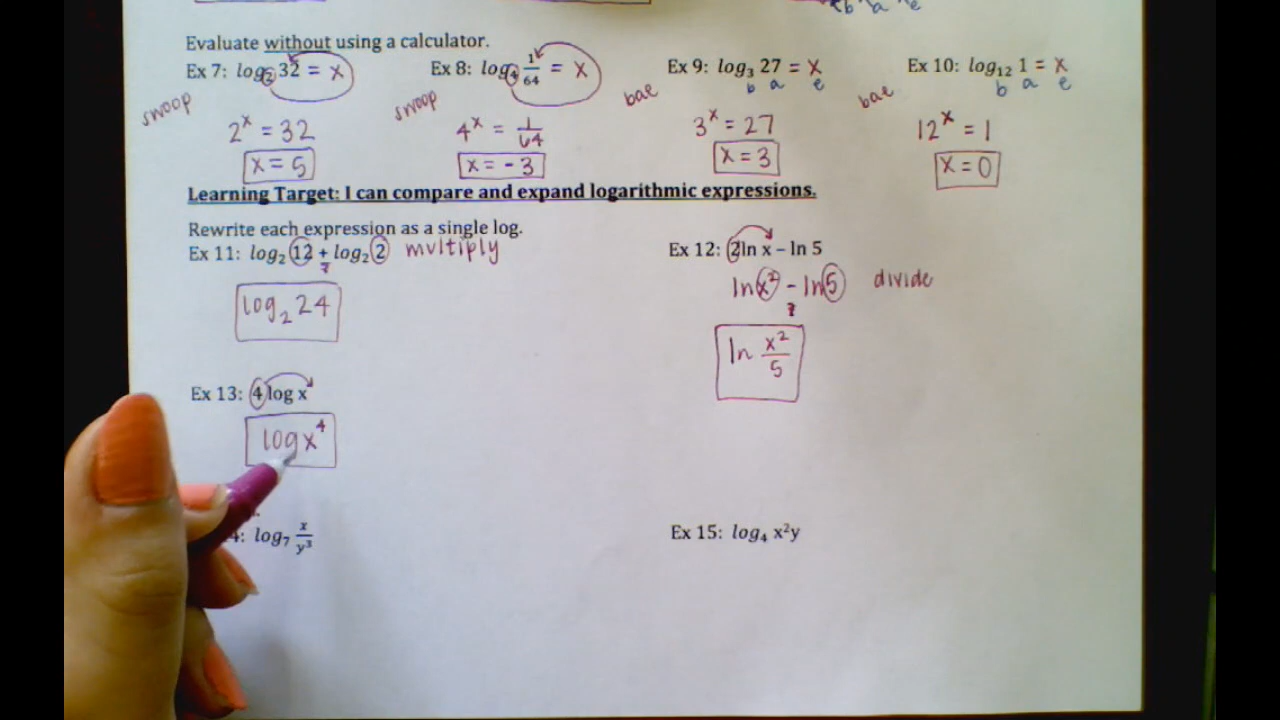 b a e
Evaluate without using a calculator.
Ex 7: log₂ 32 = x
Ex 8: log₄ 1/64 = x
Ex 9: log₃ 27 = x
Ex 10: log₁₂ 1 = x
b a e
b a e
swoop
swoop
bae
bae
2ˣ = 32
4ˣ = 1/64
3ˣ = 27
12ˣ = 1
x = 5
x = -3
x = 3
x = 0
Learning Target: I can compare and expand logarithmic expressions.
Rewrite each expression as a single log.
Ex 11: log₂ 12 + log₂ 2 multiply
log₂ 24
Ex 12: 2ln x – ln 5
ln x² - ln 5 divide
ln x²/5
Ex 13: 4 log x
log x⁴
4: log₇ x/y³
Ex 15: log₄ x²y